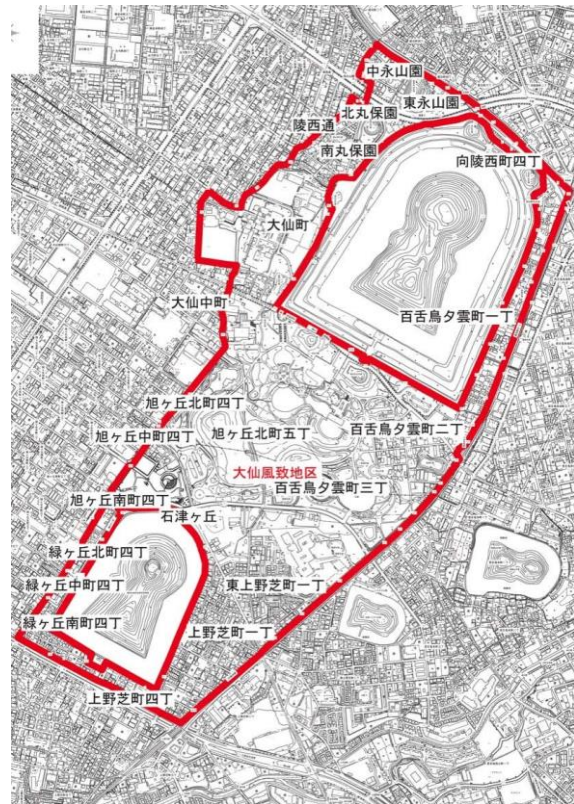 中永山園
東永山園
北丸保園
陵西通
南丸保園
向陵西町四丁
大仙町
大仙中町
百舌鳥夕雲町一丁
旭ヶ丘北町四丁
旭ヶ丘中町四丁
旭ヶ丘北町五丁
百舌鳥夕雲町二丁
大仙風致地区
百舌鳥夕雲町三丁
旭ヶ丘南町四丁
石津ヶ丘
緑ヶ丘北町四丁
緑ヶ丘中町四丁
東上野芝町一丁
緑ヶ丘南町四丁
上野芝町一丁
上野芝町四丁